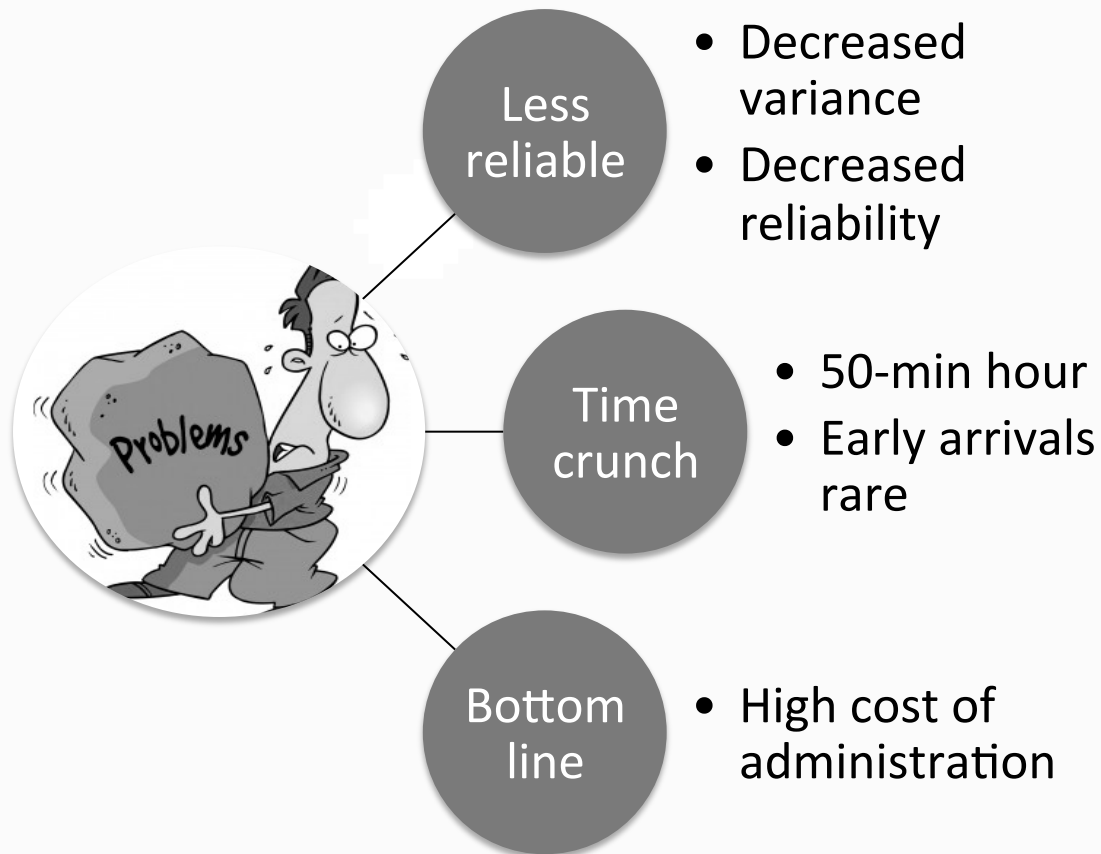 Less
reliable
• Decreased
variance
• Decreased
reliability
Problems
Time
crunch
• 50-min hour
• Early arrivals
rare
Bottom
line
• High cost of
administration